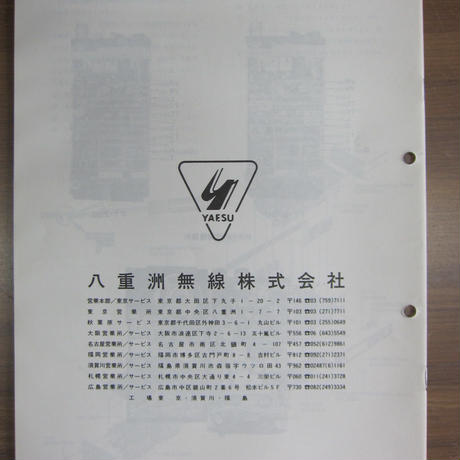 YAESU
八重洲無線株式会社
営業本部/東京サービス 東京都大田区下丸子1-20-2 〒146 ☎03(759)7111
東京営業所 東京都中央区八重洲1-7-7 〒103 ☎03(271)7711
秋葉原サービス 東京都千代田区外神田3-6-1 丸山ビル 〒101 ☎03(255)0649
大阪営業所/サービス 大阪市浪速区下寺2-6-13 五十嵐ビル 〒556 ☎06(643)5549
名古屋営業所/サービス 名古屋市南区北頭町4-107 〒457 ☎052(612)9861
福岡営業所/サービス 福岡市博多区古門戸町8-8 吉村ビル 〒812 ☎092(271)2371
須賀川営業所/サービス 福島県須賀川市森宿字ウツロ田43 〒962 ☎02487(6)1161
札幌営業所/サービス 札幌市中央区大通り東4-4 三栄ビル 〒060 ☎011(241)3728
広島営業所/サービス 広島市中区銀山町2番6号 松本ビル5F 〒730 ☎082(249)3334
工場 東京・須賀川・福島